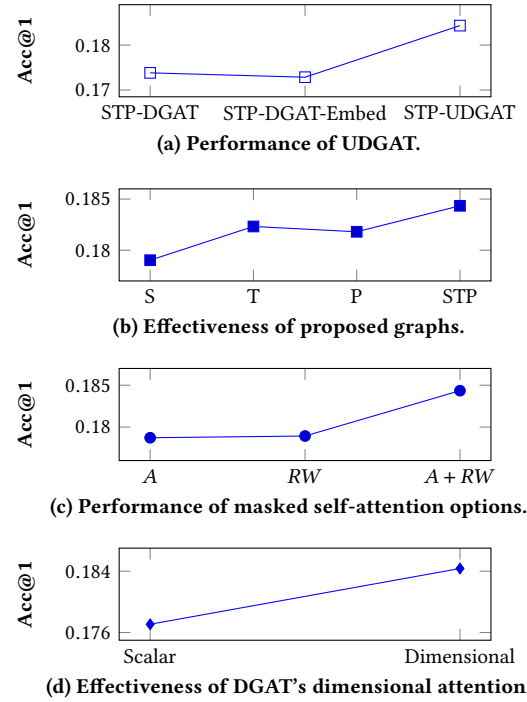 Acc@1
0.18
0.17
STP-DGAT STP-DGAT-Embed STP-UDGAT
(a) Performance of UDGAT.
Acc@1
0.185
0.18
S T P STP
(b) Effectiveness of proposed graphs.
Acc@1
0.185
0.18
A RW A + RW
(c) Performance of masked self-attention options.
Acc@1
0.184
0.176
Scalar Dimensional
(d) Effectiveness of DGAT's dimensional attention